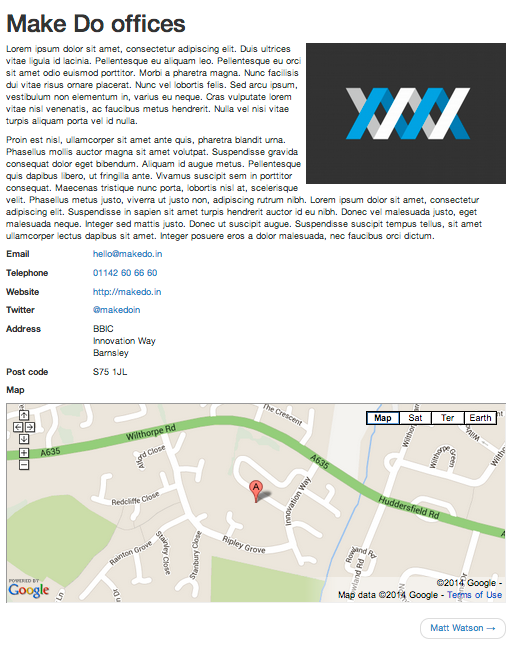 Make Do offices
Lorem ipsum dolor sit amet, consectetur adipiscing elit. Duis ultrices
vitae ligula id lacinia. Pellentesque eu aliquam leo. Pellentesque eu orci
sit amet odio euismod porttitor. Morbi a pharetra magna. Nunc facilisis
dui vitae risus ornare placerat. Nunc vel lobortis felis. Sed arcu ipsum,
vestibulum non elementum in, varius eu neque. Cras vulputate lorem
vitae nisl venenatis, ac faucibus metus hendrerit. Nulla vel nisi vitae
turpis aliquam porta vel id nulla.
Proin est nisl, ullamcorper sit amet ante quis, pharetra blandit urna.
Phasellus mollis auctor magna sit amet volutpat. Suspendisse gravida
consequat dolor eget bibendum. Aliquam id augue metus. Pellentesque
quis dapibus libero, ut fringilla ante. Vivamus suscipit sem in porttitor
consequat. Maecenas tristique nunc porta, lobortis nisl at, scelerisque
velit. Phasellus metus justo, viverra ut justo non, adipiscing rutrum nibh. Lorem ipsum dolor sit amet, consectetur
adipiscing elit. Suspendisse in sapien sit amet turpis hendrerit auctor id eu nibh. Donec vel malesuada justo, eget
malesuada neque. Integer sed mattis justo. Donec ut suscipit augue. Suspendisse suscipit tempus tellus, sit amet
ullamcorper lectus dapibus sit amet. Integer posuere eros a dolor malesuada, nec faucibus orci dictum.
Email hello@makedo.in
Telephone 01142 60 66 60
Website http://makedo.in
Twitter @makedoin
Address BBIC
Innovation Way
Barnsley
Post code S75 1JL
Map
The Crescent
Map Sat Ter Earth
Wilthorpe Rd
A635
A635
Wilthorpe Green
Redcliffe Close
A
Innovation Way
Huddersfield Rd
Rainton Grove
Stanley Close
Stanbury Close
Ripley Grove
Rowland Rd
POWERED BY
Google
©2014 Google -
Map data ©2014 Google - Terms of Use
Matt Watson →